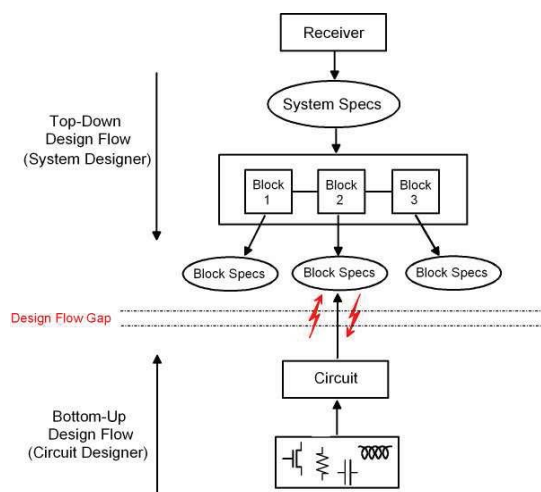 Receiver
System Specs
Top-Down
Design Flow
(System Designer)
Block
1
Block
2
Block
3
Block Specs
Block Specs
Block Specs
Design Flow Gap
Circuit
Bottom-Up
Design Flow
(Circuit Designer)